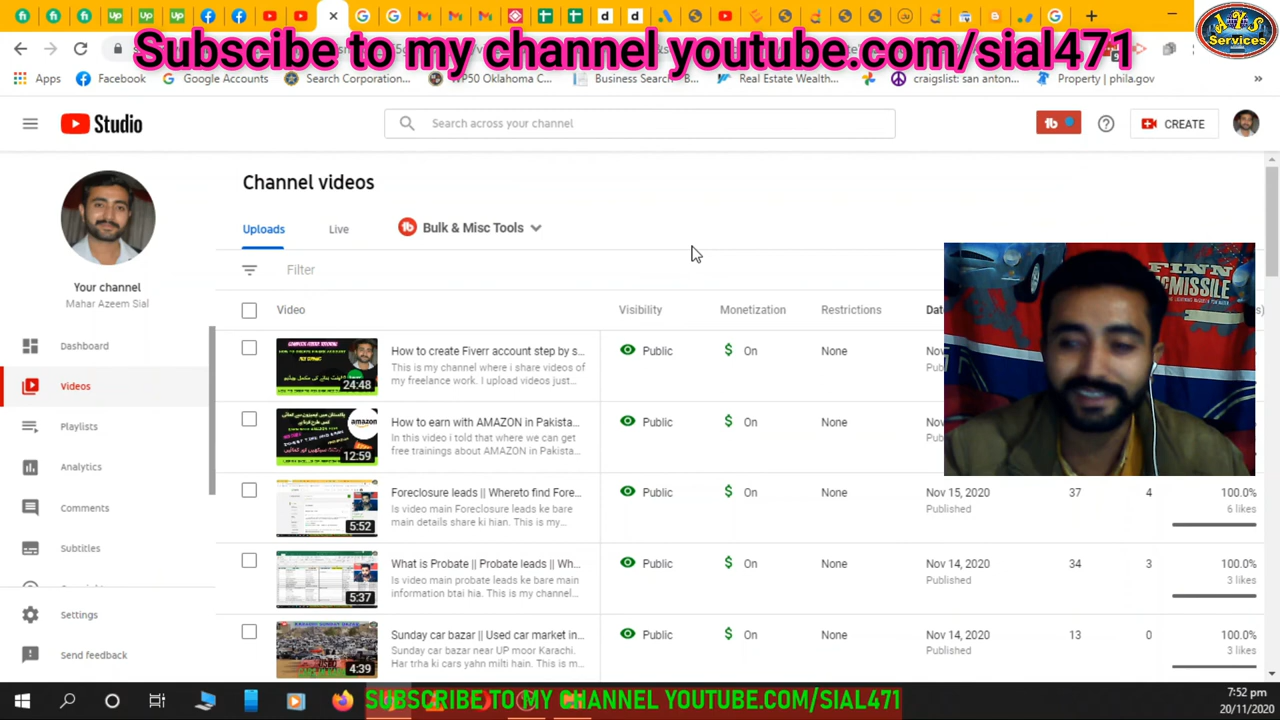 Subscibe to my channel youtube.com/sial471
AYS
Services
Apps
Facebook
Google Accounts
Search Corporation...
WP50 Oklahoma C...
Business Search - B...
Real Estate Wealth...
craigslist: san anton...
Property | phila.gov
Studio
Search across your channel
CREATE
Channel videos
Uploads
Live
Bulk & Misc Tools
Filter
Your channel
Mahar Azeem Sial
Dashboard
Videos
Playlists
Analytics
Comments
Subtitles
Settings
Send feedback
Video
Visibility
Monetization
Restrictions
24:48
How to create Fiverr account step by s...
This is my channel where i share videos of
my freelance work. I upload videos just...
Public
On
None
amazon
12:59
How to earn with AMAZON in Pakista...
In this video i told that where we can get
free trainings about AMAZON in Pakista...
Public
On
None
5:52
Foreclosure leads || Whereto find Fore...
Is video main Foreclosure leads ke bare
main details share ki hian. This is my...
Public
On
None
Nov 15, 2020
Published
37
4
100.0%
6 likes
5:37
What is Probate || Probate leads || Wh...
Is video main probate leads ke bare main
information btai hia. This is my channel
Public
On
None
Nov 14, 2020
Published
34
3
100.0%
3 likes
4:39
Sunday car bazar || Used car market in...
Sunday car bazar near UP moor Karachi.
Har trha ki cars yahn milti hain. This is m...
Public
On
None
Nov 14, 2020
Published
13
0
100.0%
3 likes
FINN
MCMISSILE
SUBSCRIBE TO MY CHANNEL YOUTUBE.COM/SIAL471
7:52 pm
20/11/2020